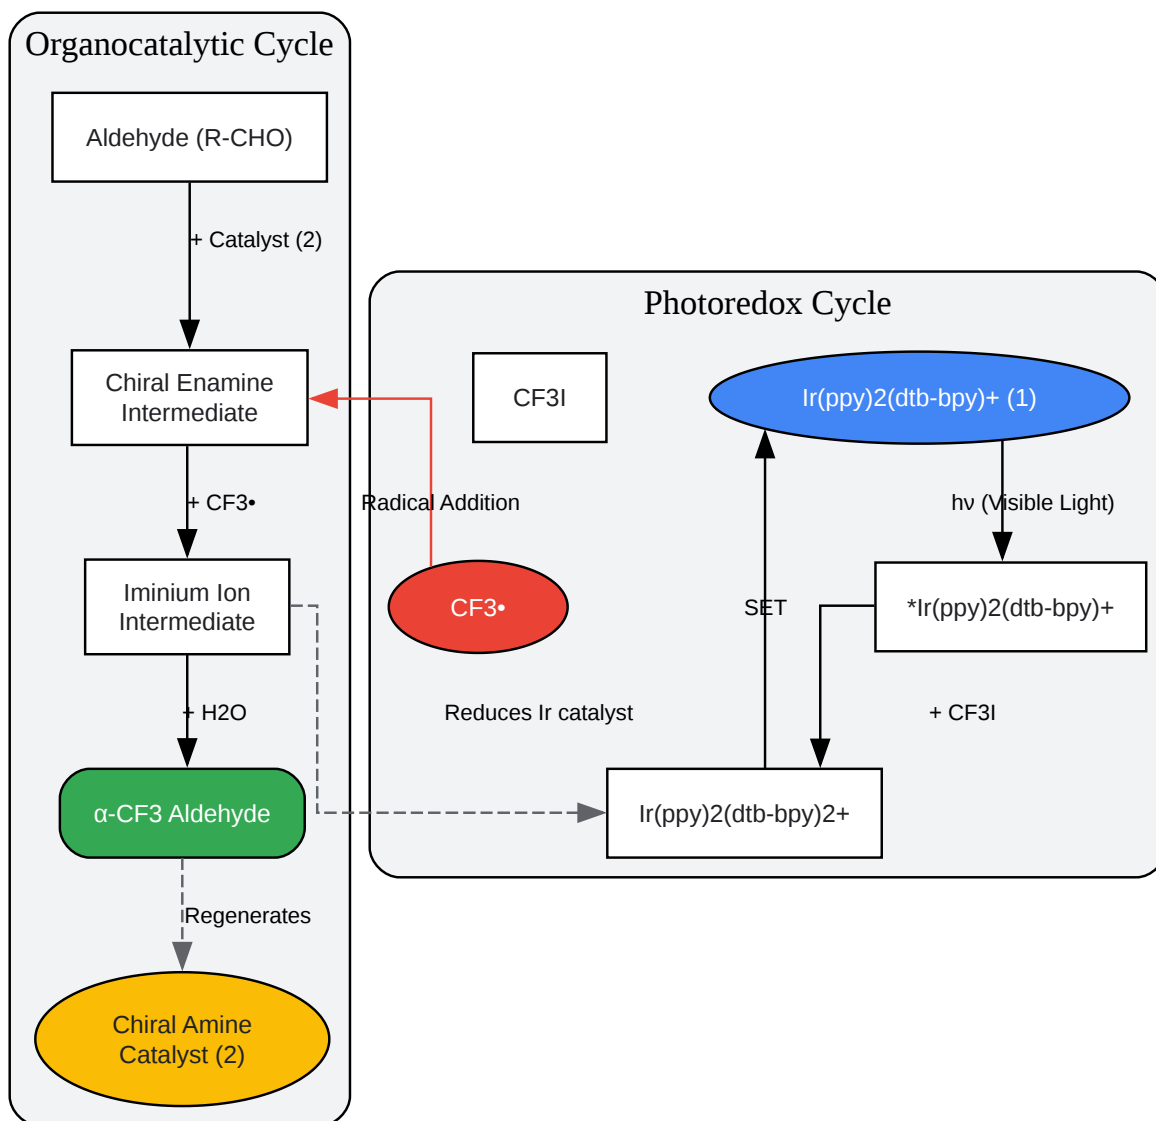 Organocatalytic Cycle
Aldehyde (R-CHO)
+ Catalyst (2)
Photoredox Cycle
Chiral Enamine
Intermediate
CF3I
Ir(ppy)2(dtb-bpy)+ (1)
+ CF3•
Radical Addition
hν (Visible Light)
Iminium Ion
Intermediate
CF3•
SET
*Ir(ppy)2(dtb-bpy)+
+ H2O
Reduces Ir catalyst
+ CF3I
α-CF3 Aldehyde
Ir(ppy)2(dtb-bpy)2+
Regenerates
Chiral Amine
Catalyst (2)